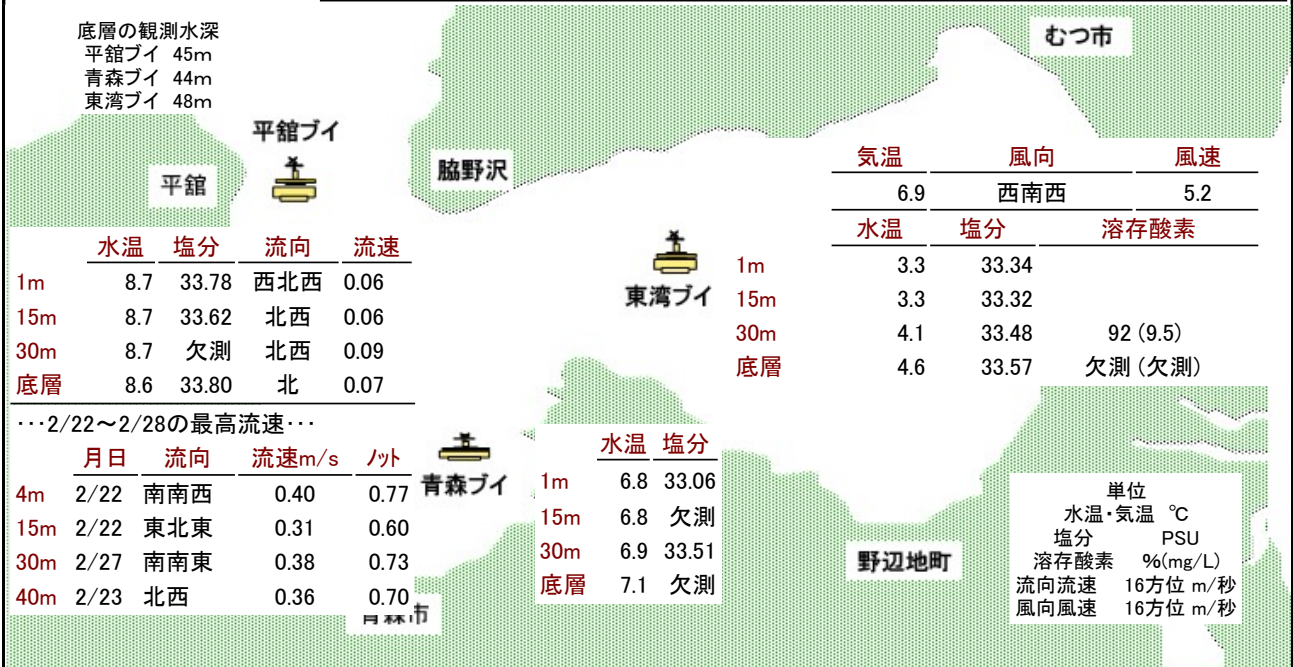 底層の観測水深
平舘ブイ 45m
青森ブイ 44m
東湾ブイ 48m
むつ市
平舘ブイ
平舘
脇野沢
気温 風向 風速
6.9 西南西 5.2
水温 塩分 溶存酸素
1m 3.3 33.34
15m 3.3 33.32
30m 4.1 33.48 92 (9.5)
底層 4.6 33.57 欠測 (欠測)
東湾ブイ
水温 塩分 流向 流速
1m 8.7 33.78 西北西 0.06
15m 8.7 33.62 北西 0.06
30m 8.7 欠測 北西 0.09
底層 8.6 33.80 北 0.07
…2/22～2/28の最高流速…
月日 流向 流速m/s ノット
4m 2/22 南南西 0.40 0.77
15m 2/22 東北東 0.31 0.60
30m 2/27 南南東 0.38 0.73
40m 2/23 北西 0.36 0.70
青森ブイ
水温 塩分
1m 6.8 33.06
15m 6.8 欠測
30m 6.9 33.51
底層 7.1 欠測
青森市
野辺地町
単位
水温・気温 ℃
塩分 PSU
溶存酸素 %(mg/L)
流向流速 16方位 m/秒
風向風速 16方位 m/秒